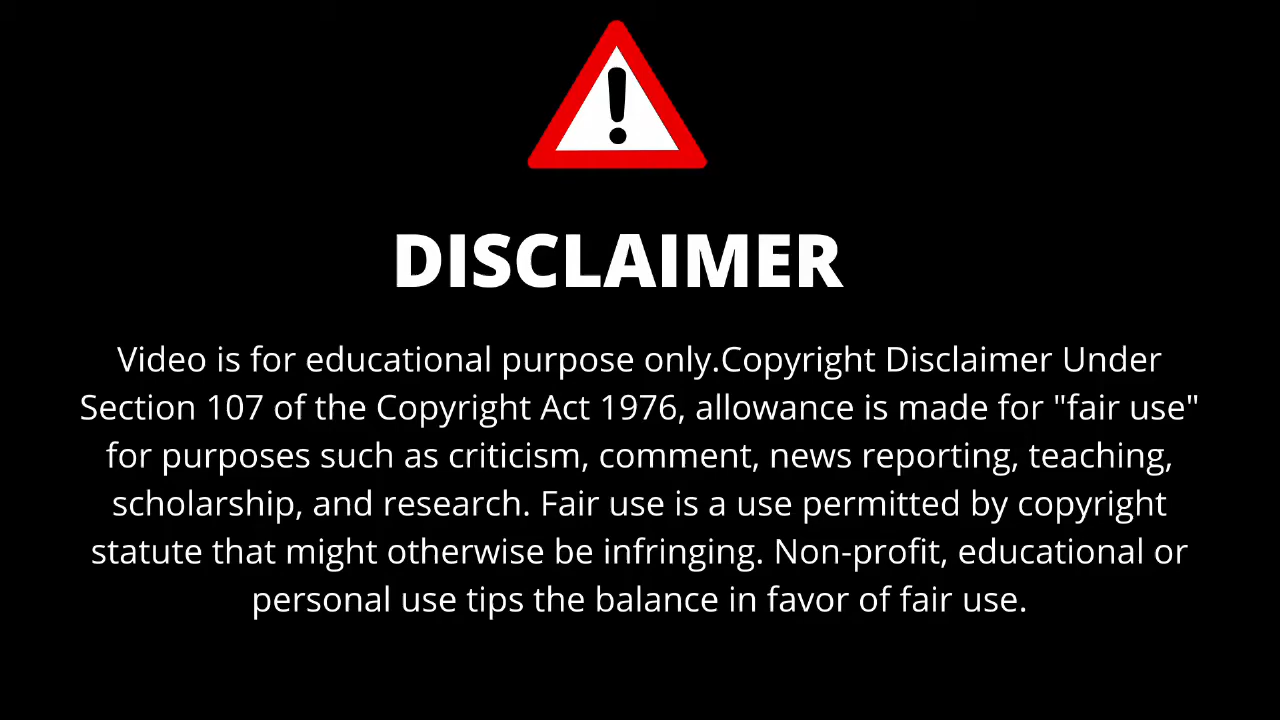 DISCLAIMER
Video is for educational purpose only.Copyright Disclaimer Under
Section 107 of the Copyright Act 1976, allowance is made for "fair use"
for purposes such as criticism, comment, news reporting, teaching,
scholarship, and research. Fair use is a use permitted by copyright
statute that might otherwise be infringing. Non-profit, educational or
personal use tips the balance in favor of fair use.